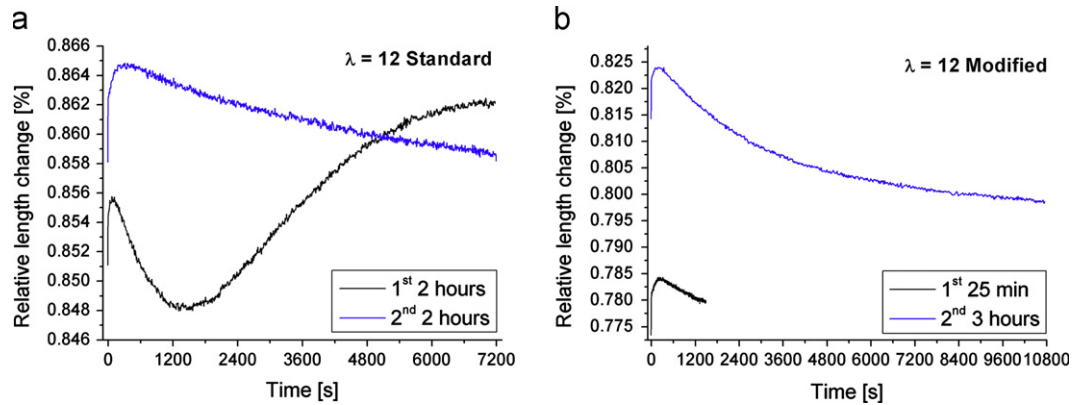 a
λ = 12 Standard
Relative length change [%]
0.866
0.864
0.862
0.860
0.858
0.856
0.854
0.852
0.850
0.848
0.846
1st 2 hours
2nd 2 hours
0 1200 2400 3600 4800 6000 7200
Time [s]
b
λ = 12 Modified
Relative length change [%]
0.825
0.820
0.815
0.810
0.805
0.800
0.795
0.790
0.785
0.780
0.775
1st 25 min
2nd 3 hours
0 1200 2400 3600 4800 6000 7200 8400 9600 10800
Time [s]